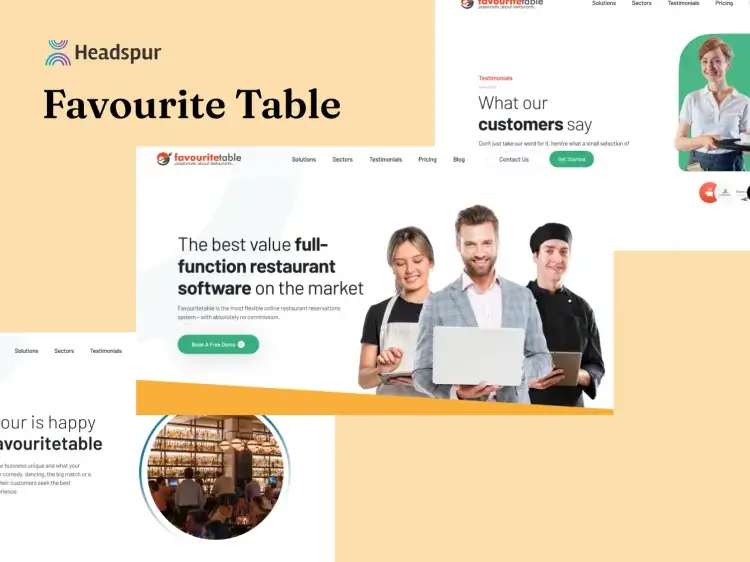 Headspur
Favourite Table
favouritetable
passionate about restaurants...
Solutions Sectors Testimonials Pricing
Testimonials
What our
customers say
Don't just take our word for it, here're what a small selection of
favouritetable
passionate about restaurants...
Solutions Sectors Testimonials Pricing Blog Contact Us Get Started
The best value full-
function restaurant
software on the market
Favouritetable is the most flexible online restaurant reservations
system – with absolutely no commission.
Book A Free Demo
Solutions Sectors Testimonials
our is happy
avouritetable
r business unique and what your
r comedy, dancing, the big match or a
heir customers seek the best
erience.